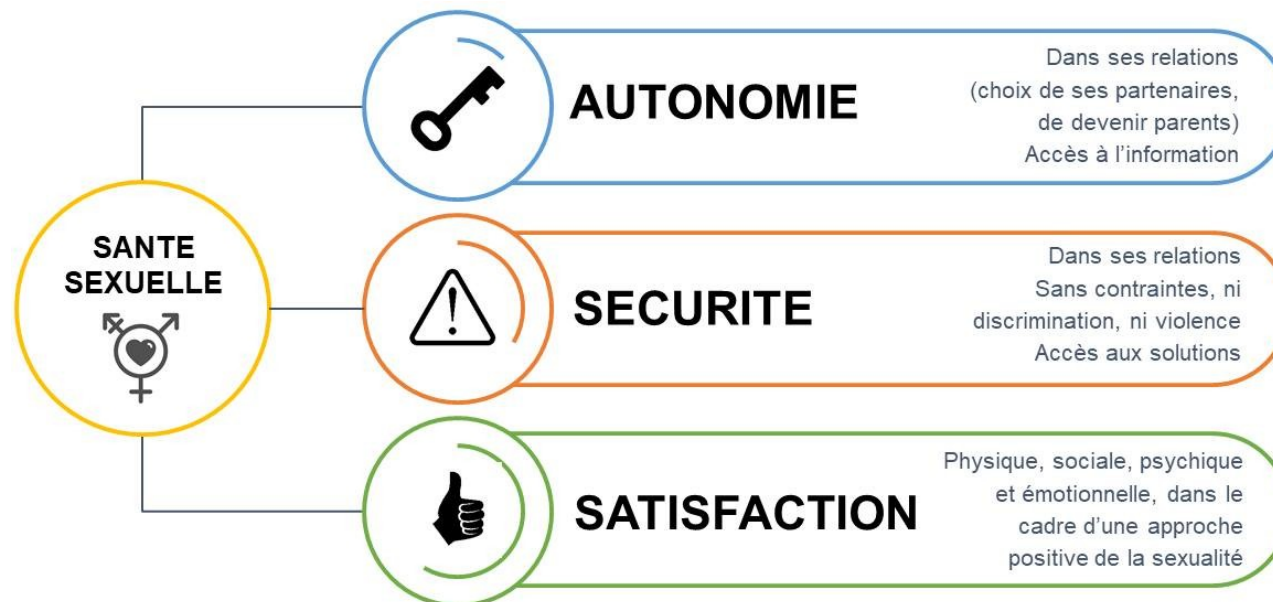 SANTE
SEXUELLE
AUTONOMIE
Dans ses relations
(choix de ses partenaires,
de devenir parents)
Accès à l’information
SECURITE
Dans ses relations
Sans contraintes, ni
discrimination, ni violence
Accès aux solutions
SATISFACTION
Physique, sociale, psychique
et émotionnelle, dans le
cadre d’une approche
positive de la sexualité